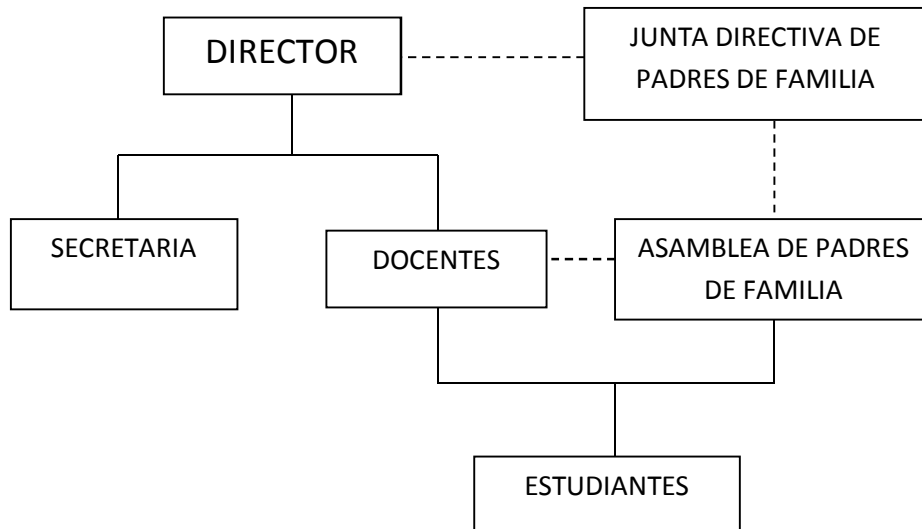 DIRECTOR
JUNTA DIRECTIVA DE
PADRES DE FAMILIA
SECRETARIA
DOCENTES
ASAMBLEA DE PADRES
DE FAMILIA
ESTUDIANTES